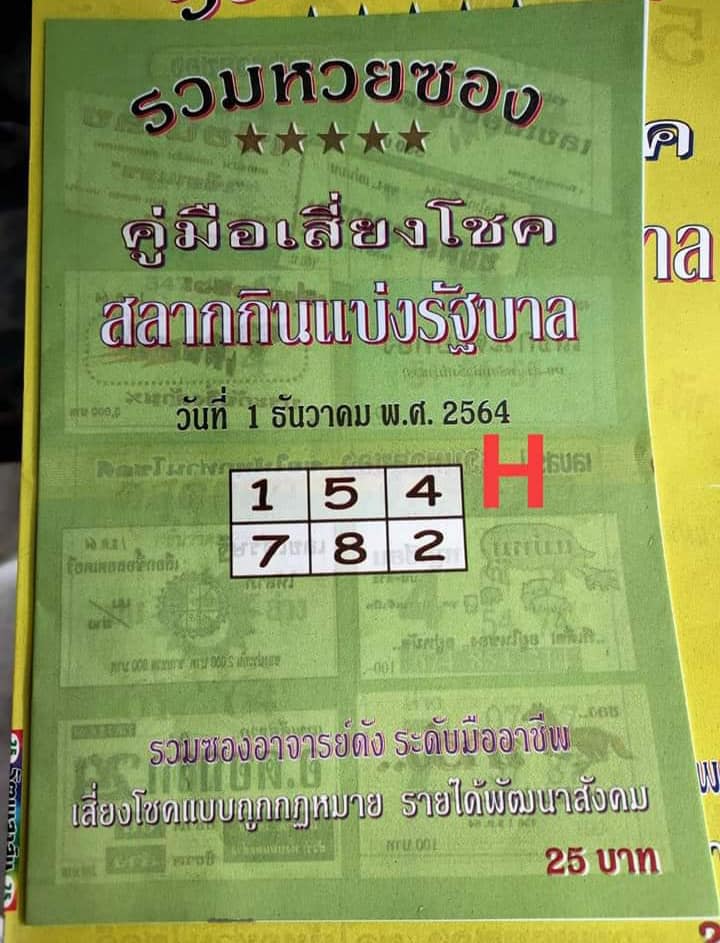 รวมหวยซอง
★★★★★
คู่มือเสี่ยงโชค
สลากกินแบ่งรัฐบาล
วันที่ 1 ธันวาคม พ.ศ. 2564
H
1 5 4
7 8 2
รวมซองอาจารย์ดัง ระดับมืออาชีพ
เสี่ยงโชคแบบถูกกฎหมาย รายได้พัฒนาสังคม
25 บาท
ค
าล